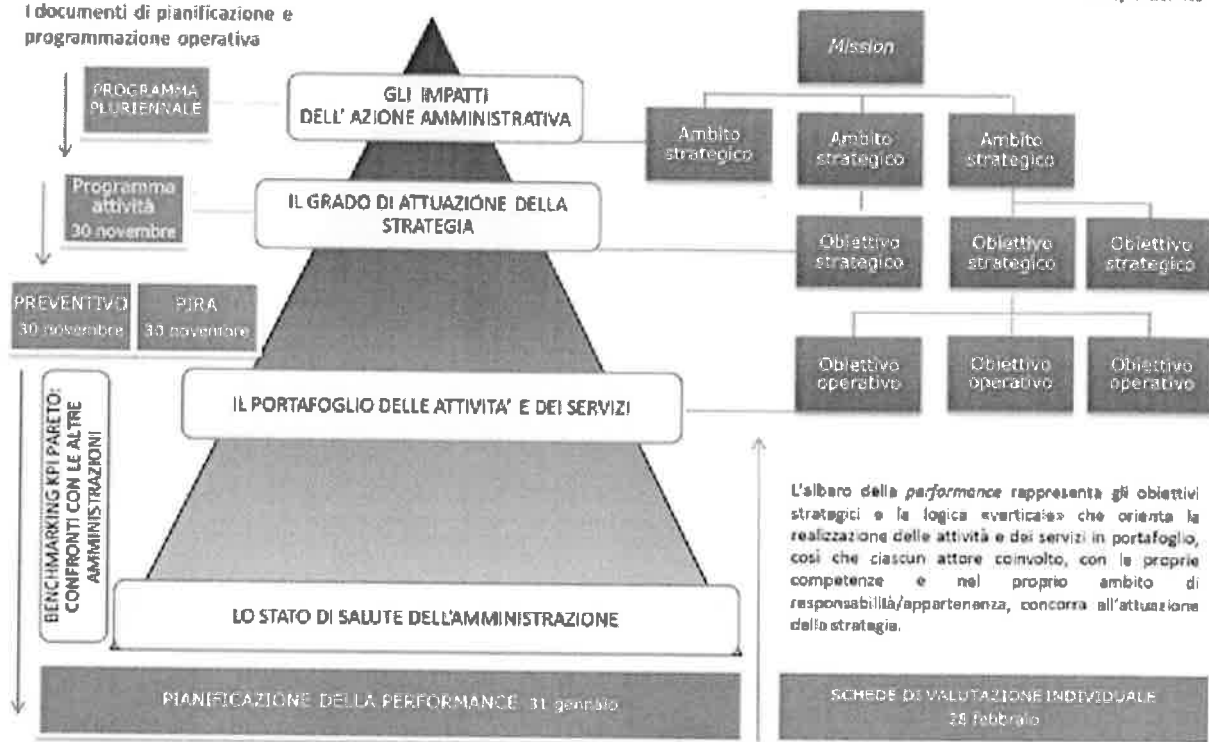 I documenti di pianificazione e
programmazione operativa
PROGRAMMA
PLURIENNALE
Programma
attività
30 novembre
PREVENTIVO
30 novembre
PIRA
30 novembre
BENCHMARKING KPI PARETO:
CONFRONTI CON LE ALTRE
AMMINISTRAZIONI
GLI IMPATTI
DELL' AZIONE AMMINISTRATIVA
IL GRADO DI ATTUAZIONE DELLA
STRATEGIA
IL PORTAFOGLIO DELLE ATTIVITA' E DEI SERVIZI
LO STATO DI SALUTE DELL'AMMINISTRAZIONE
PIANIFICAZIONE DELLA PERFORMANCE 31 gennaio
Mission
Ambito
strategico
Ambito
strategico
Ambito
strategico
Obiettivo
strategico
Obiettivo
strategico
Obiettivo
strategico
Obiettivo
operativo
Obiettivo
operativo
Obiettivo
operativo
L'albero della performance rappresenta gli obiettivi
strategici e la logica «verticale» che orienta la
realizzazione delle attività e dei servizi in portafoglio,
così che ciascun attore coinvolto, con le proprie
competenze e nel proprio ambito di
responsabilità/appartenenza, concorra all'attuazione
della strategia.
SCHEDE DI VALUTAZIONE INDIVIDUALE
28 febbraio